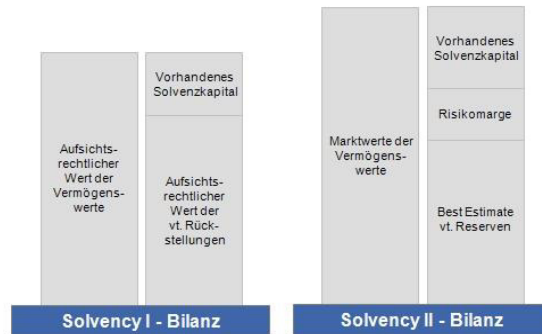 Aufsichts-
rechtlicher
Wert der
Vermögens-
werte
Vorhandenes
Solvenzkapital
Aufsichts-
rechtlicher
Wert der
vt. Rück-
stellungen
Solvency I - Bilanz
Marktwerte der
Vermögens-
werte
Vorhandenes
Solvenzkapital
Risikomarge
Best Estimate
vt. Reserven
Solvency II - Bilanz